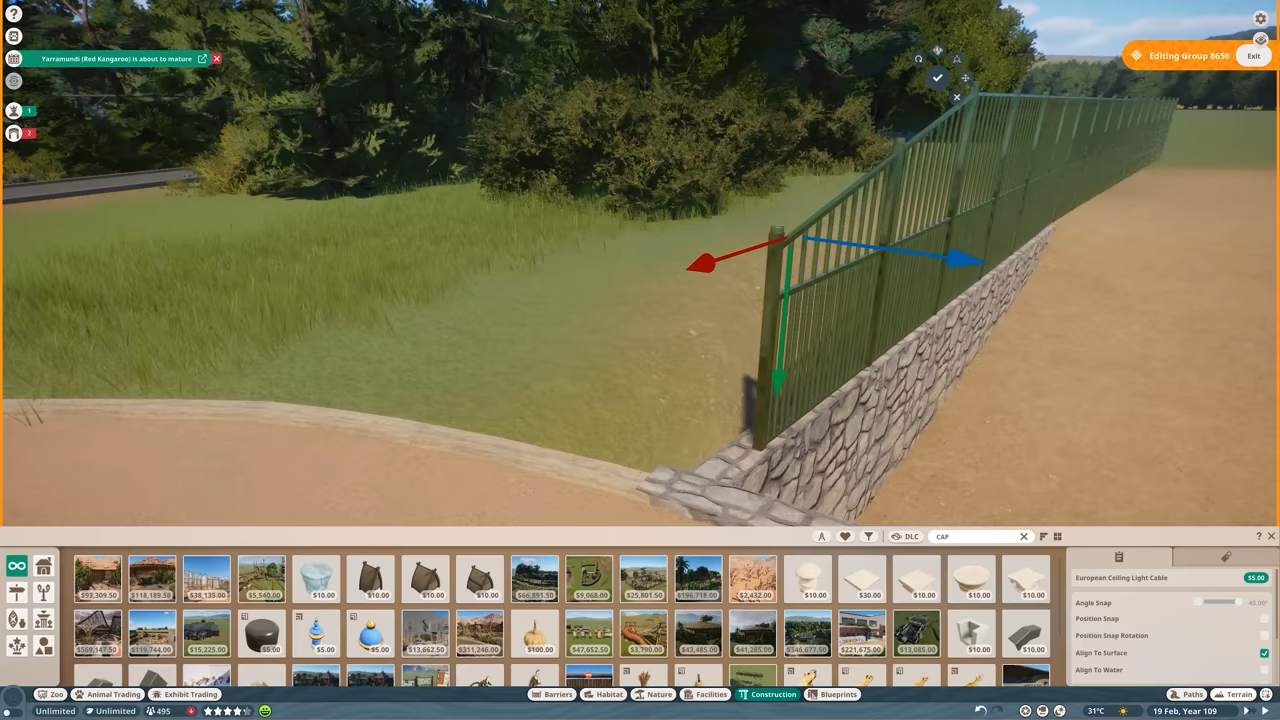 ?
Yarramundi (Red Kangaroo) is about to mature
1
2
Editing Group 8656
Exit
DLC
CAP
?
$93,309.50 $118,189.50 $38,135.00 $5,540.00 $10.00 $10.00 $10.00 $10.00 $66,891.50 $9,068.00 $25,801.50 $196,718.00 $2,432.00 $10.00 $30.00 $10.00 $10.00 $10.00
$569,147.50 $119,744.00 $15,225.00 $5.00 $5.00 $5.00 $13,662.50 $311,246.00 $100.00 $47,652.50 $3,790.00 $43,485.00 $41,285.00 $346,677.50 $221,675.00 $13,085.00 $10.00 $10.00
European Ceiling Light Cable $5.00
Angle Snap 45.00°
Position Snap
Position Snap Rotation
Align To Surface
Align To Water
Zoo Animal Trading Exhibit Trading Barriers Habitat Nature Facilities Construction Blueprints Paths Terrain
Unlimited Unlimited 495 31°C 19 Feb, Year 109